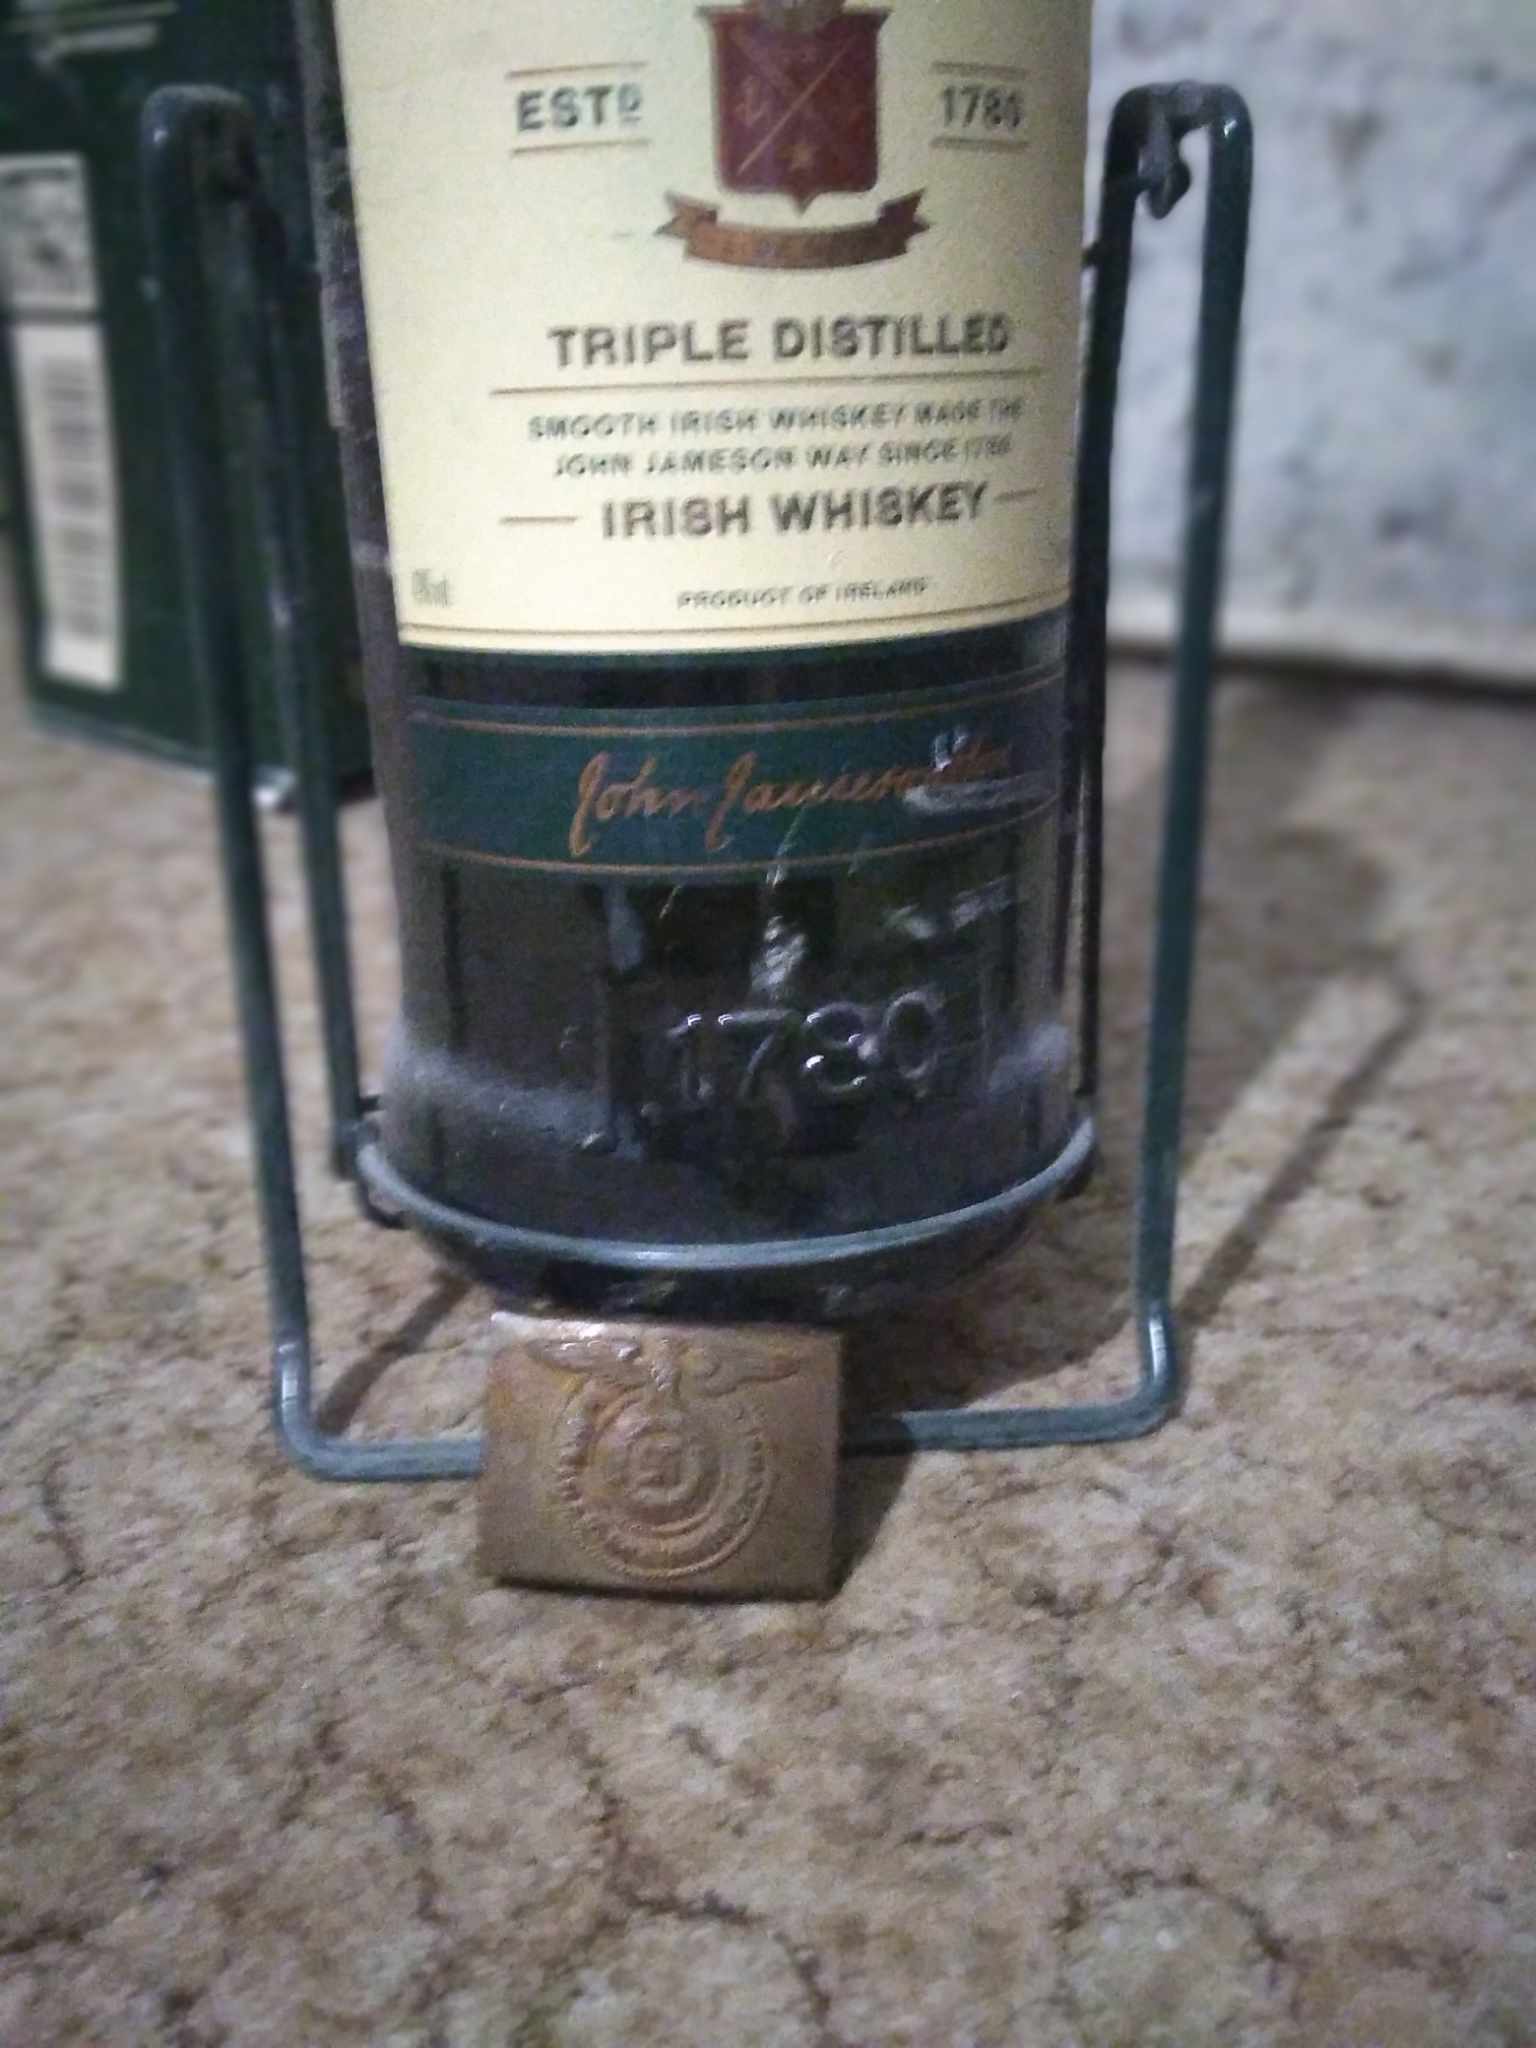 ESTD 1780
TRIPLE DISTILLED
SMOOTH IRISH WHISKEY MADE THE
JOHN JAMESON WAY SINCE 1780
IRISH WHISKEY
PRODUCT OF IRELAND
John Jameson
1780